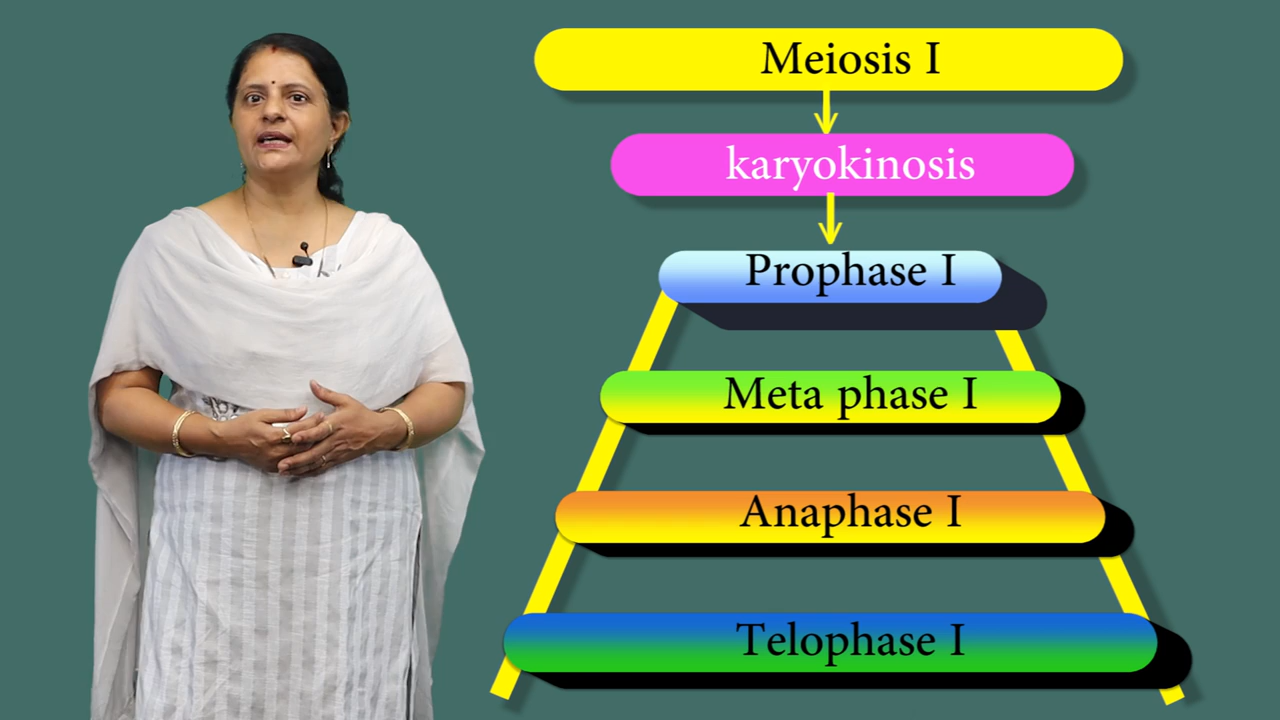 Meiosis I
karyokinosis
Prophase I
Meta phase I
Anaphase I
Telophase I